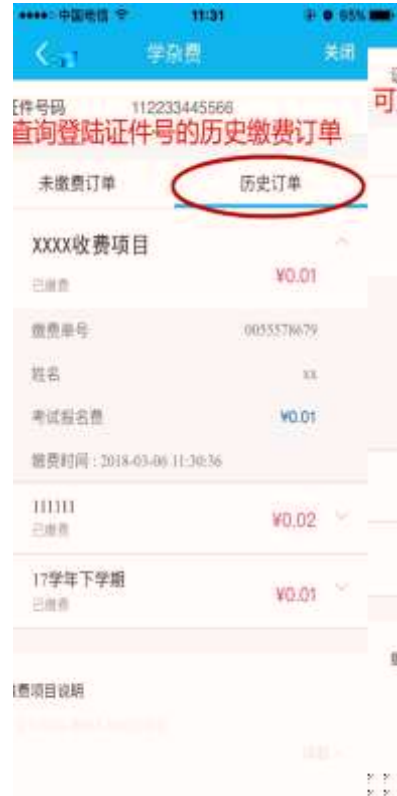 中国电信 11:31 95%
学杂费 关闭
证件号码 112233445566
查询登陆证件号的历史缴费订单
可
未缴费订单 历史订单
XXXX收费项目
已缴费 ¥0.01
缴费单号 0055578679
姓名 xx
考试报名费 ¥0.01
缴费时间 : 2018-03-06 11:30:36
111111
已缴费 ¥0.02
17学年下学期
已缴费 ¥0.01
费项目说明